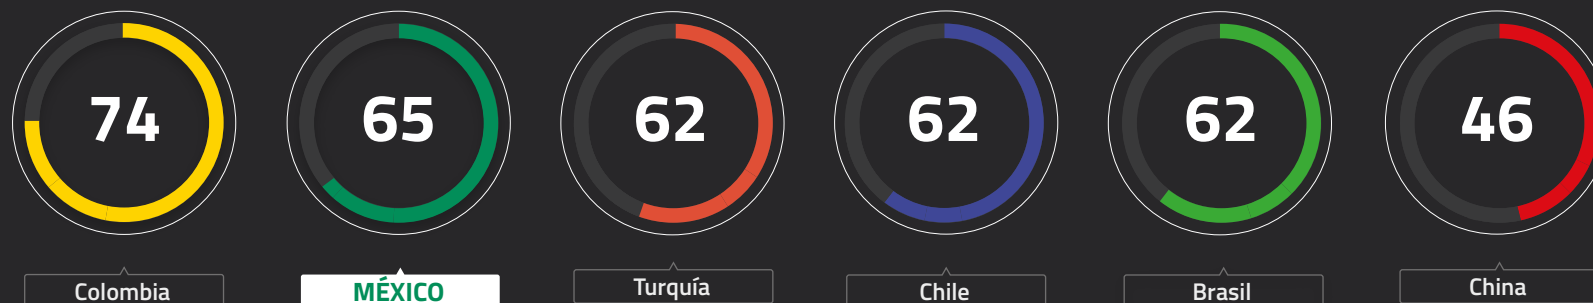 74 65 62 62 62 46
Colombia MÉXICO Turquía Chile Brasil China